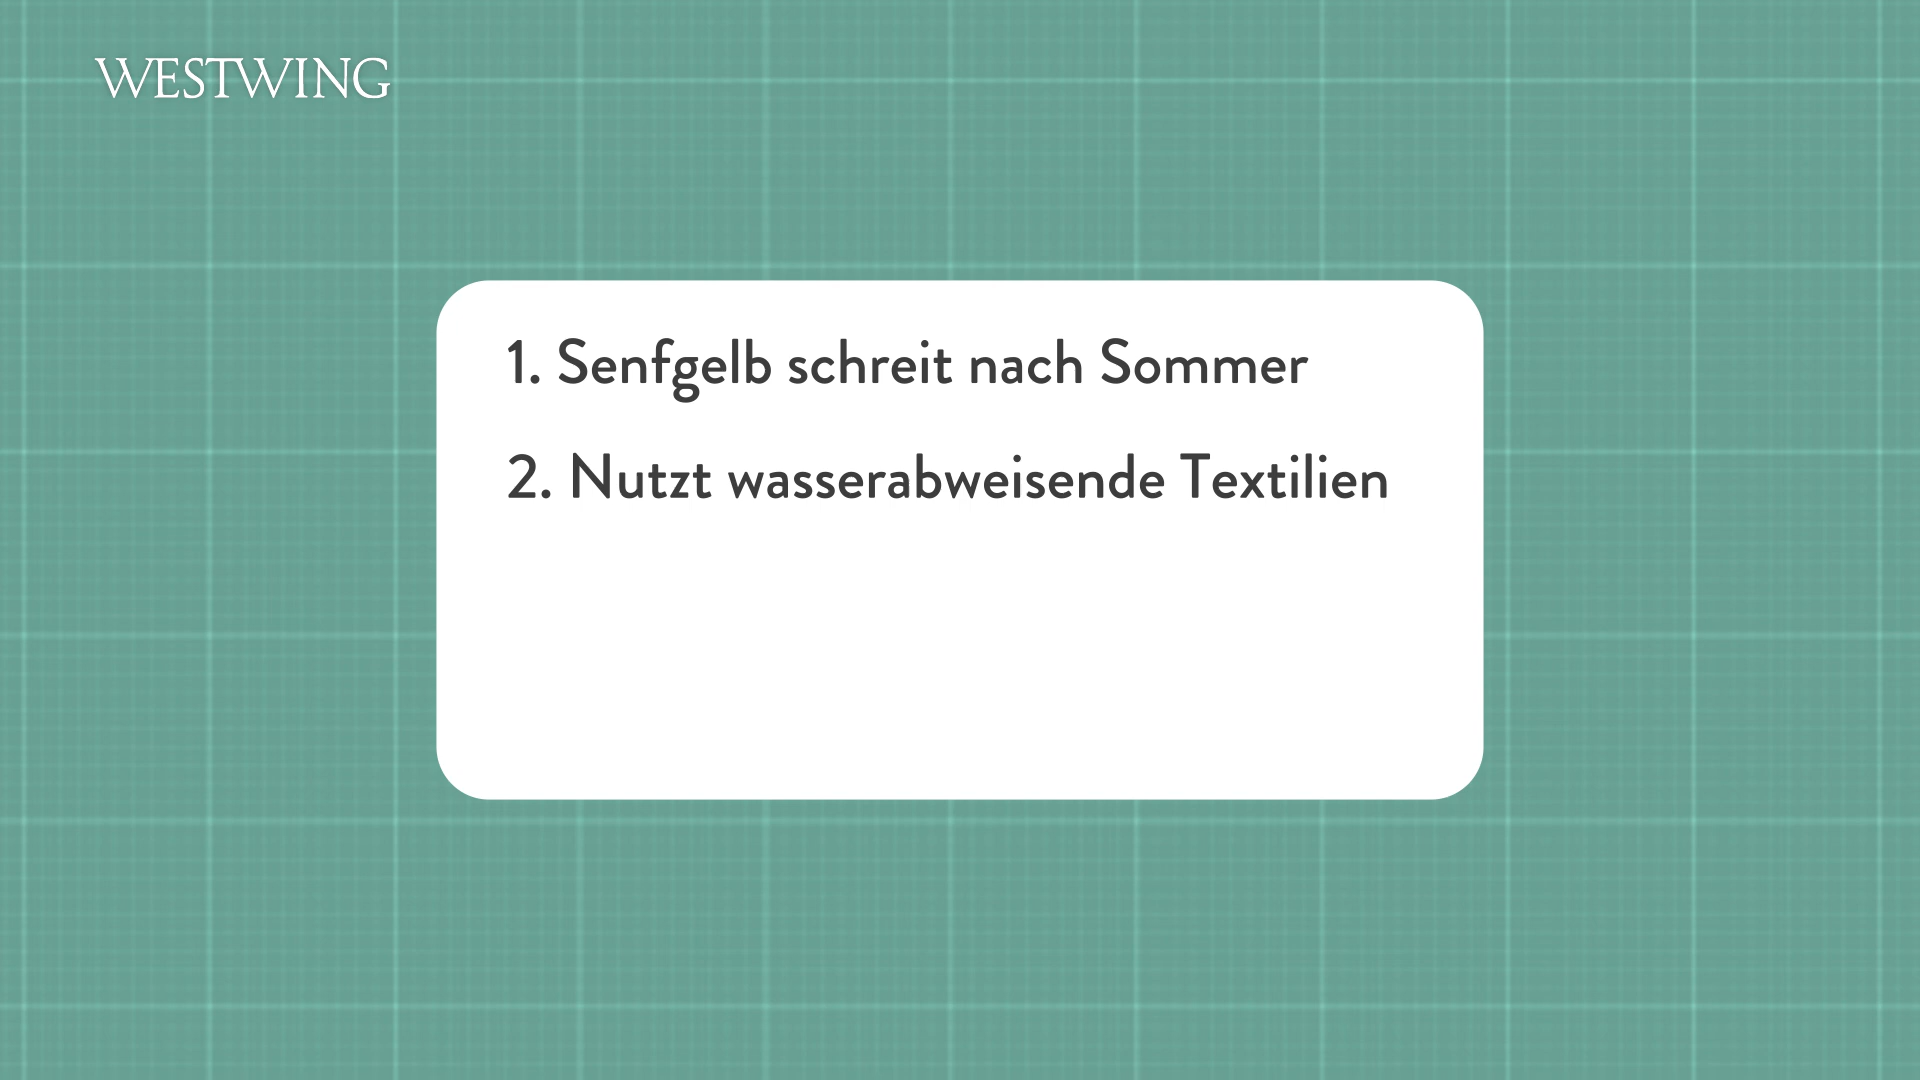 WESTWING
1. Senfgelb schreit nach Sommer
2. Nutzt wasserabweisende Textilien